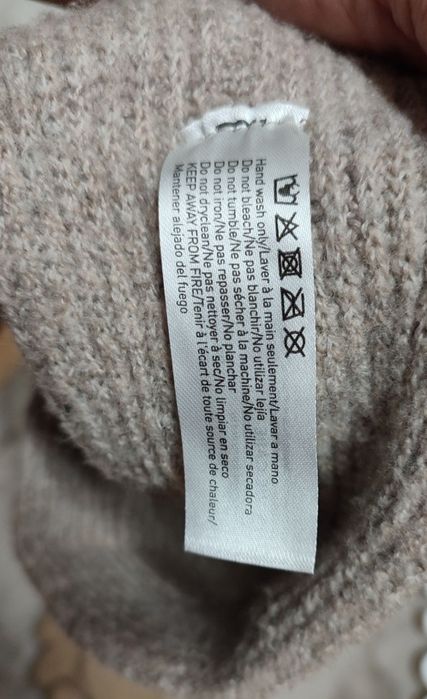 Hand wash only/Laver à la main seulement/Lavar a mano
Do not bleach/Ne pas blanchir/No utilizar lejia
Do not tumble/Ne pas sécher à la machine/No utilizar secadora
Do not iron/Ne pas repasser/No planchar
Do not dryclean/Ne pas nettoyer à sec/No limpiar en seco
KEEP AWAY FROM FIRE/Tenir à l'écart de toute source de chaleur/
Mantener alejado del fuego